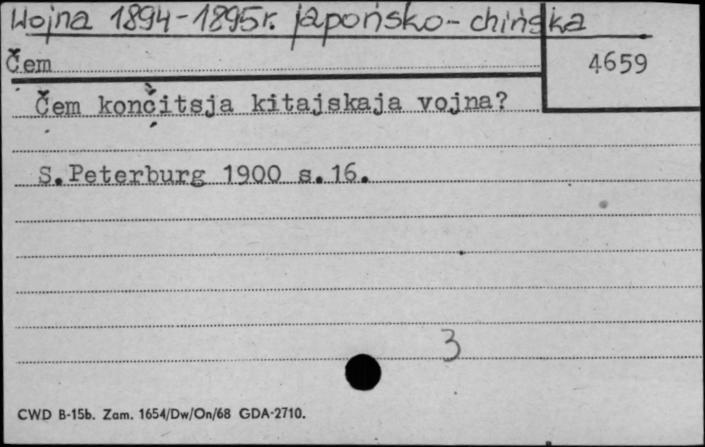 Wojna 1894-1895r. japońsko-chińska
Čem
4659
Čem končitsja kitajskaja vojna?
S.Peterburg 1900 s.16.
3
CWD B-15b. Zam. 1654/Dw/On/68 GDA-2710.